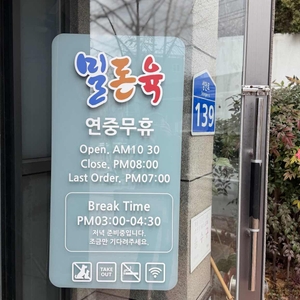 밀돈육
연중무휴
Open. AM10 30
Close. PM08:00
Last Order. PM07:00
Break Time
PM03:00-04:30
저녁 준비중입니다.
조금만 기다려주세요.
TAKE OUT
139